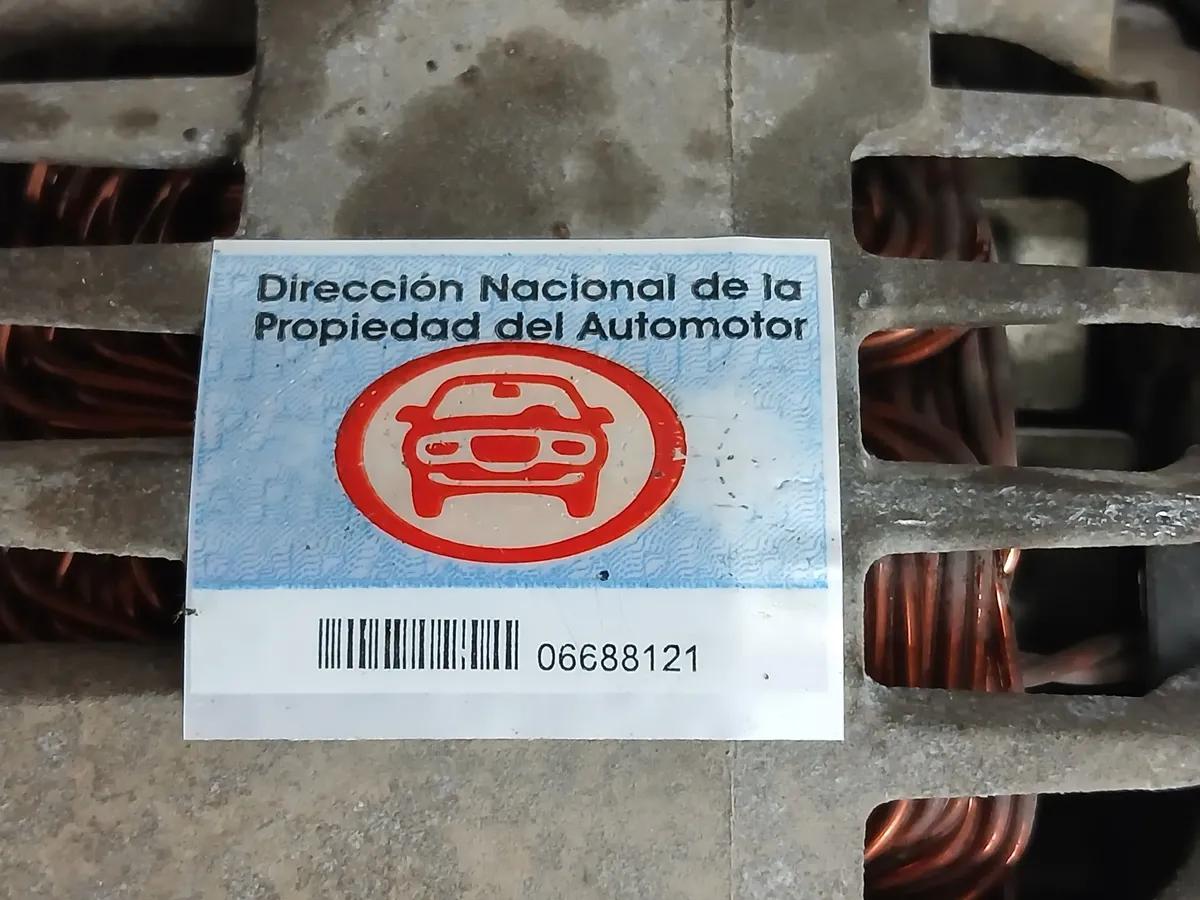 Dirección Nacional de la
Propiedad del Automotor
06688121